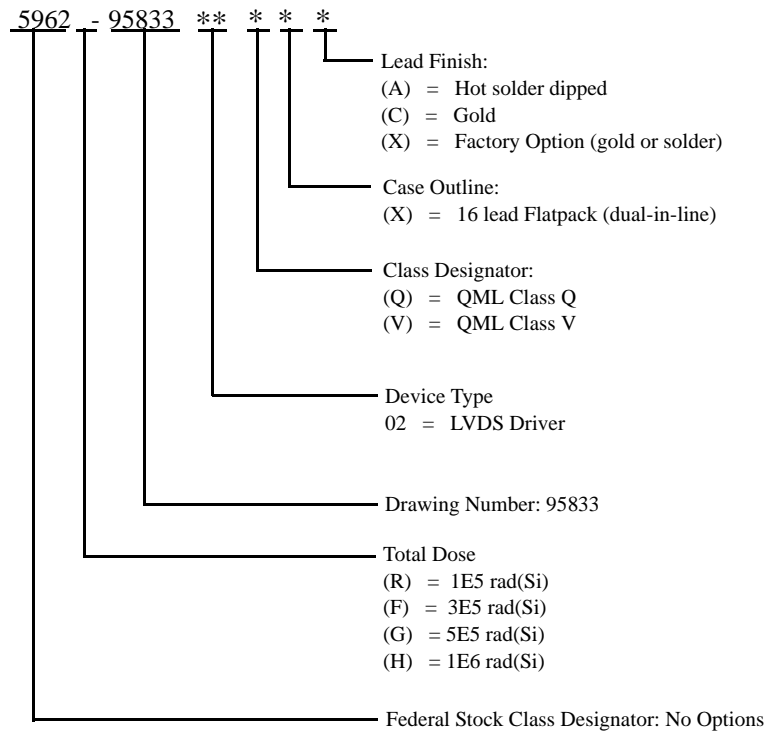 5962 - 95833 ** * * *
Lead Finish:
(A) = Hot solder dipped
(C) = Gold
(X) = Factory Option (gold or solder)
Case Outline:
(X) = 16 lead Flatpack (dual-in-line)
Class Designator:
(Q) = QML Class Q
(V) = QML Class V
Device Type
02 = LVDS Driver
Drawing Number: 95833
Total Dose
(R) = 1E5 rad(Si)
(F) = 3E5 rad(Si)
(G) = 5E5 rad(Si)
(H) = 1E6 rad(Si)
Federal Stock Class Designator: No Options